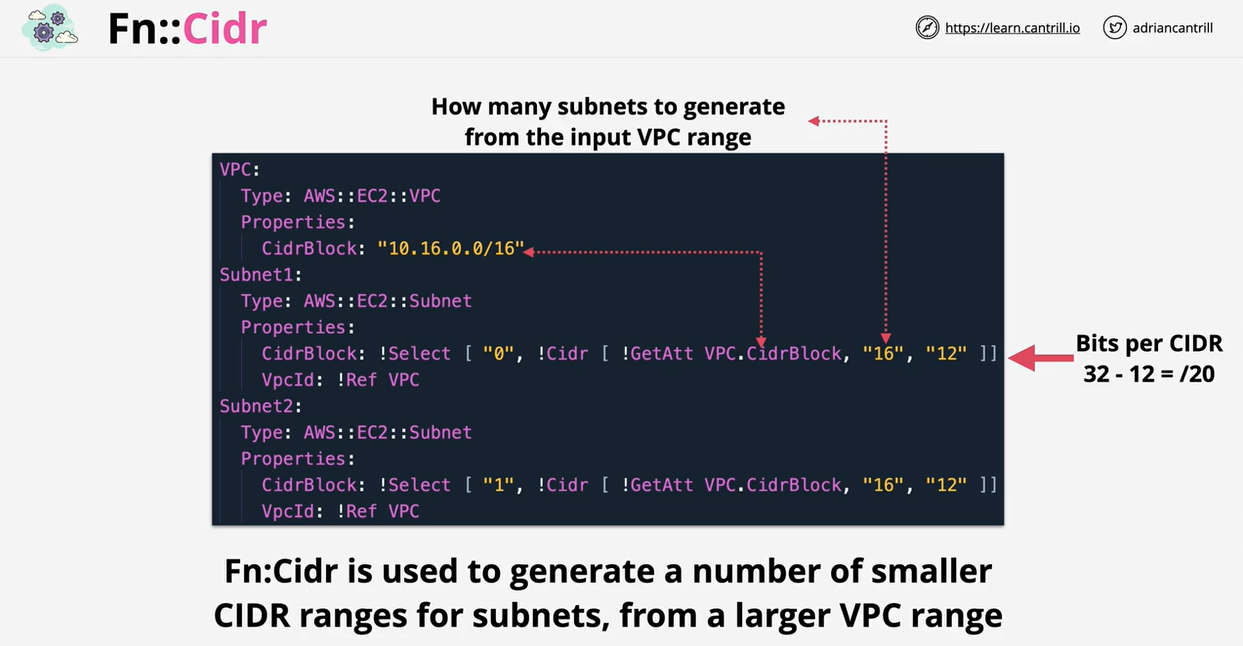 Fn::Cidr
https://learn.cantrill.io
adriancantrill
How many subnets to generate
from the input VPC range
VPC:
Type: AWS::EC2::VPC
Properties:
CidrBlock: "10.16.0.0/16"
Subnet1:
Type: AWS::EC2::Subnet
Properties:
CidrBlock: !Select [ "0", !Cidr [ !GetAtt VPC.CidrBlock, "16", "12" ]]
VpcId: !Ref VPC
Subnet2:
Type: AWS::EC2::Subnet
Properties:
CidrBlock: !Select [ "1", !Cidr [ !GetAtt VPC.CidrBlock, "16", "12" ]]
VpcId: !Ref VPC
Bits per CIDR
32 - 12 = /20
Fn:Cidr is used to generate a number of smaller
CIDR ranges for subnets, from a larger VPC range